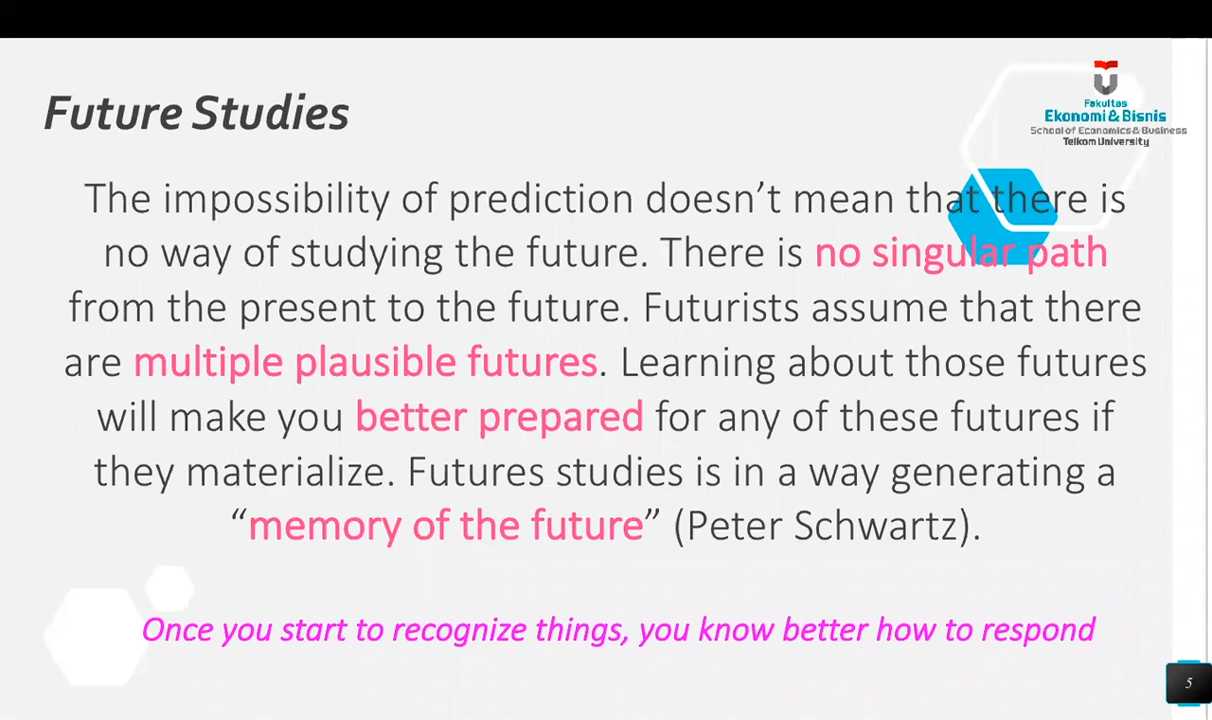 Future Studies
Fakultas
Ekonomi & Bisnis
School of Economics & Business
Telkom University
The impossibility of prediction doesn’t mean that there is
no way of studying the future. There is no singular path
from the present to the future. Futurists assume that there
are multiple plausible futures. Learning about those futures
will make you better prepared for any of these futures if
they materialize. Futures studies is in a way generating a
“memory of the future” (Peter Schwartz).
Once you start to recognize things, you know better how to respond
5